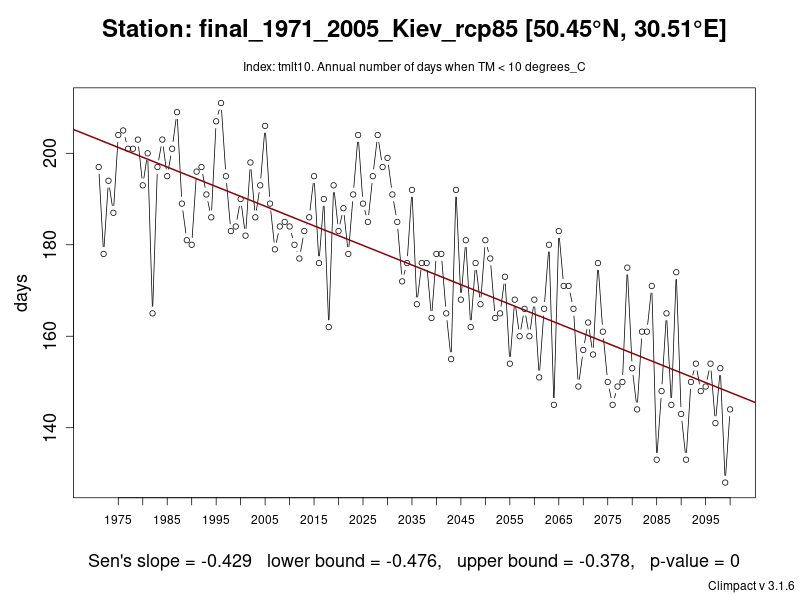 Station: final_1971_2005_Kiev_rcp85 [50.45°N, 30.51°E]
Index: tmlt10. Annual number of days when TM < 10 degrees_C
days
200
180
160
140
1975 1985 1995 2005 2015 2025 2035 2045 2055 2065 2075 2085 2095
Sen's slope = -0.429 lower bound = -0.476, upper bound = -0.378, p-value = 0
Climpact v 3.1.6